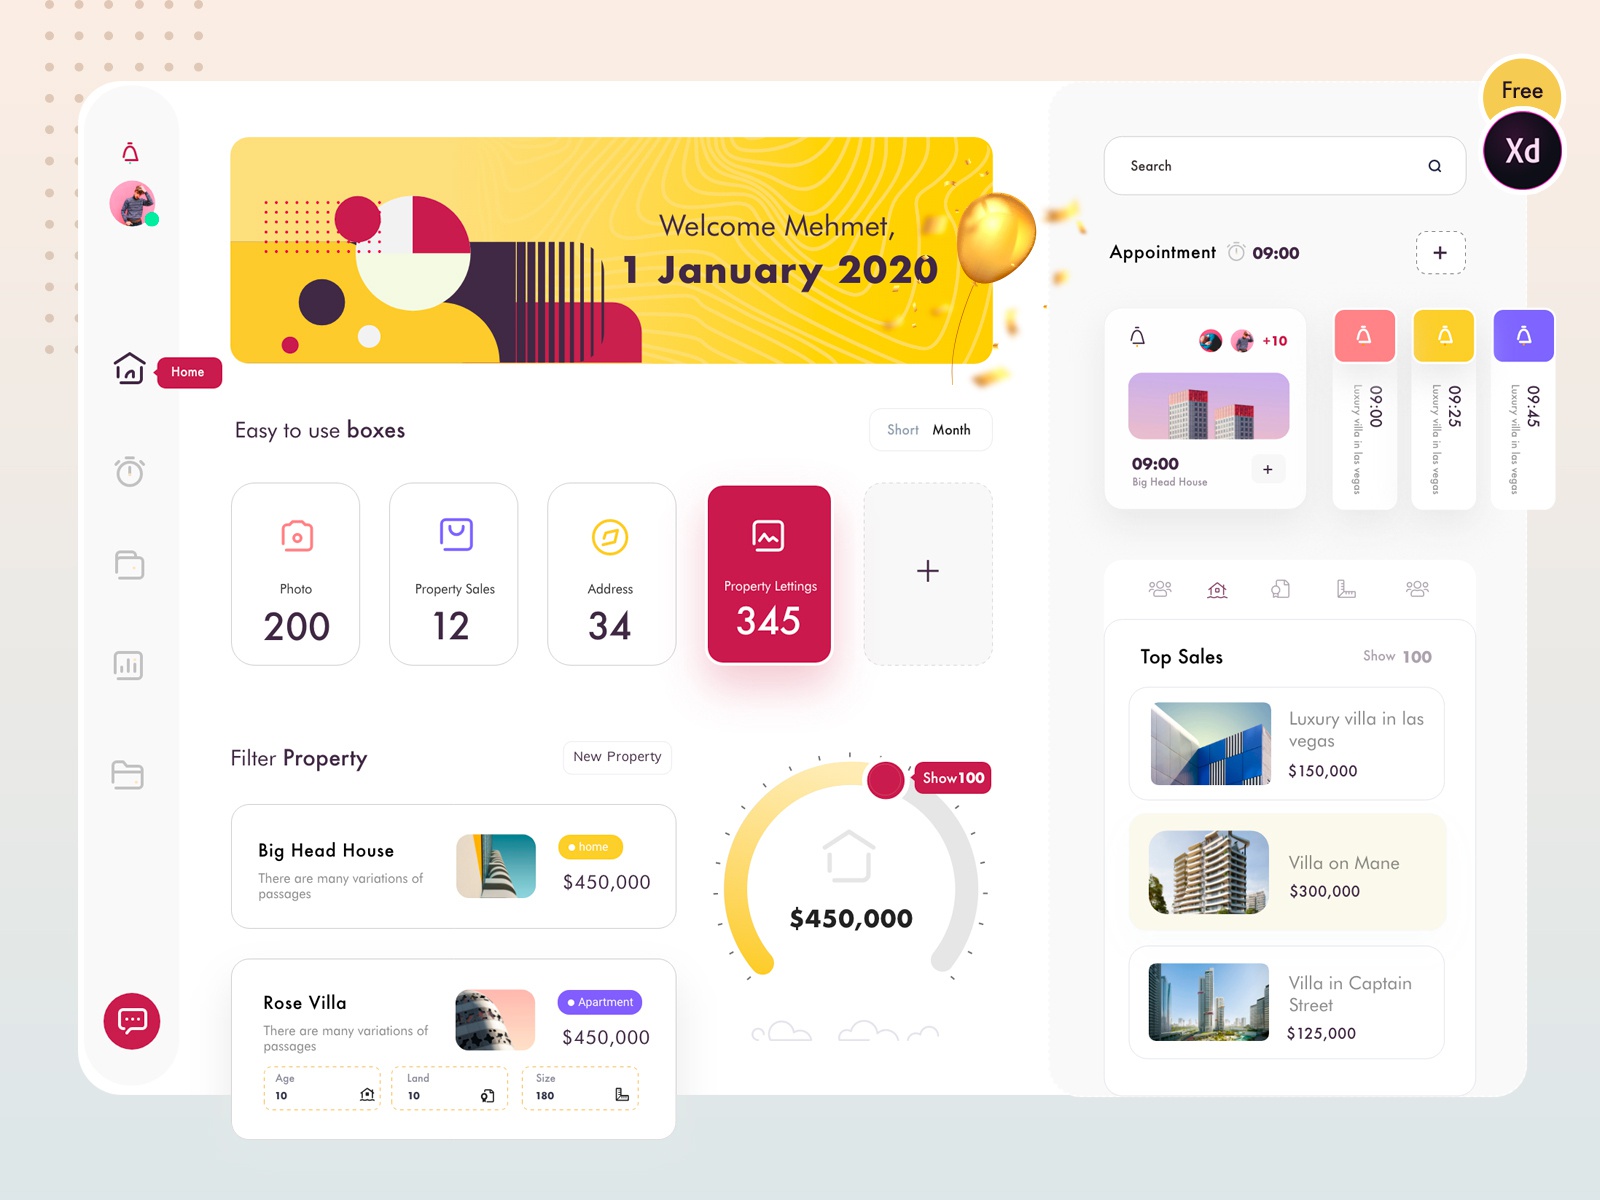 Free
Xd
Search
Welcome Mehmet,
1 January 2020
Appointment 09:00
+
+10
09:00
Big Head House
+
09:00
Luxury villa in las vegas
09:25
Luxury villa in las vegas
09:45
Luxury villa in las vegas
Home
Easy to use boxes
Short Month
Photo
200
Property Sales
12
Address
34
Property Lettings
345
+
Filter Property
New Property
Big Head House
There are many variations of
passages
home
$450,000
Rose Villa
There are many variations of
passages
Apartment
$450,000
Age
10
Land
10
Size
180
Show100
$450,000
Top Sales
Show 100
Luxury villa in las
vegas
$150,000
Villa on Mane
$300,000
Villa in Captain
Street
$125,000